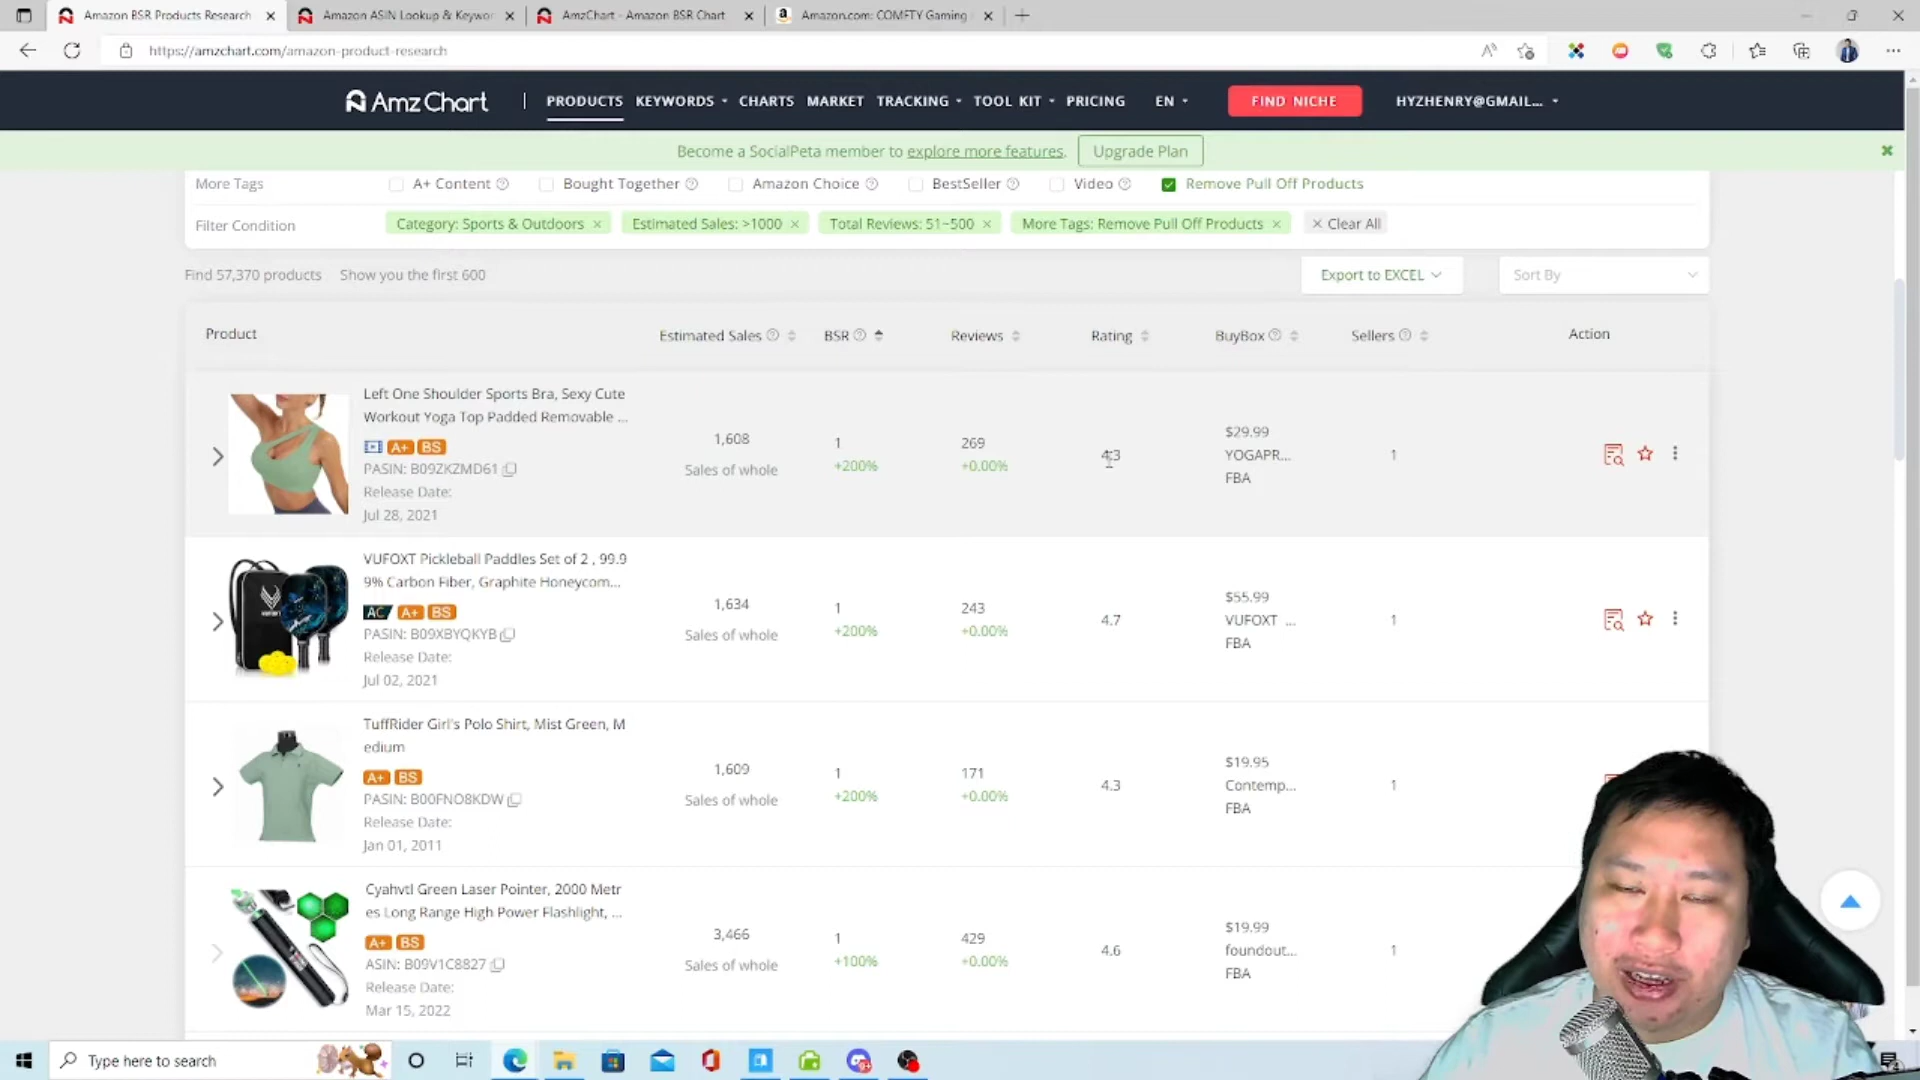 Amazon BSR Products Research
Amazon ASIN Lookup & Keywor
AmzChart - Amazon BSR Chart
Amazon.com: COMFTY Gaming
https://amzchart.com/amazon-product-research
AmzChart
PRODUCTS KEYWORDS CHARTS MARKET TRACKING TOOL KIT PRICING EN FIND NICHE HYZHENRY@GMAIL...
Become a SocialPeta member to explore more features. Upgrade Plan
More Tags A+ Content Bought Together Amazon Choice BestSeller Video Remove Pull Off Products
Filter Condition Category: Sports & Outdoors × Estimated Sales: >1000 × Total Reviews: 51~500 × More Tags: Remove Pull Off Products × × Clear All
Find 57,370 products Show you the first 600 Export to EXCEL Sort By
Product Estimated Sales BSR Reviews Rating BuyBox Sellers Action
Left One Shoulder Sports Bra, Sexy Cute
Workout Yoga Top Padded Removable ...
A+ BS
PASIN: B09ZKZMD61
Release Date:
Jul 28, 2021
1,608
Sales of whole
1
+200%
269
+0.00%
4.3
$29.99
YOGAPR...
FBA
1
VUFOXT Pickleball Paddles Set of 2 , 99.9
9% Carbon Fiber, Graphite Honeycom...
AC A+ BS
PASIN: B09XBYQKYB
Release Date:
Jul 02, 2021
1,634
Sales of whole
1
+200%
243
+0.00%
4.7
$55.99
VUFOXT ...
FBA
1
TuffRider Girl's Polo Shirt, Mist Green, M
edium
A+ BS
PASIN: B00FNO8KDW
Release Date:
Jan 01, 2011
1,609
Sales of whole
1
+200%
171
+0.00%
4.3
$19.95
Contemp...
FBA
1
Cyahvtl Green Laser Pointer, 2000 Metr
es Long Range High Power Flashlight, ...
A+ BS
ASIN: B09V1C8827
Release Date:
Mar 15, 2022
3,466
Sales of whole
1
+100%
429
+0.00%
4.6
$19.99
foundout...
FBA
1
Type here to search